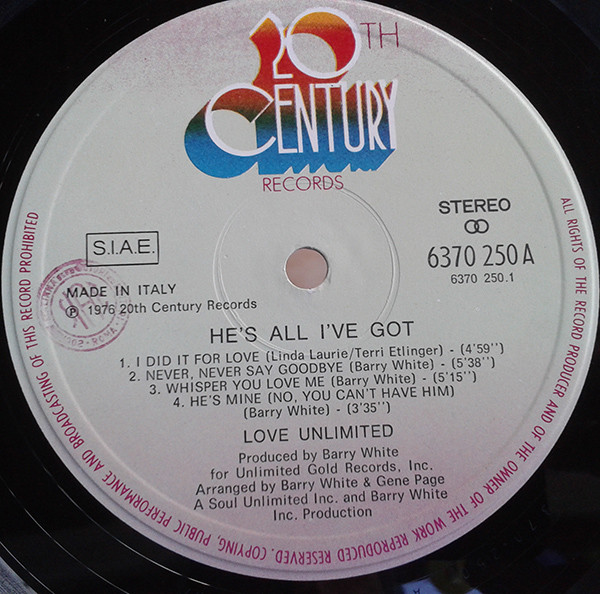 20TH
CENTURY
RECORDS
S.I.A.E.
STEREO
6370 250 A
6370 250.1
MADE IN ITALY
℗ 1976 20th Century Records
HE'S ALL I'VE GOT
1. I DID IT FOR LOVE (Linda Laurie/Terri Etlinger) - (4'59'')
2. NEVER, NEVER SAY GOODBYE (Barry White) - (5'38'')
3. WHISPER YOU LOVE ME (Barry White) - (5'15'')
4. HE'S MINE (NO, YOU CAN'T HAVE HIM)
(Barry White) - (3'35'')
LOVE UNLIMITED
Produced by Barry White
for Unlimited Gold Records, Inc.
Arranged by Barry White & Gene Page
A Soul Unlimited Inc. and Barry White
Inc. Production
ALL RIGHTS OF THE RECORD PRODUCER AND OF THE OWNER OF THE WORK REPRODUCED RESERVED. COPYING, PUBLIC PERFORMANCE AND BROADCASTING OF THIS RECORD PROHIBITED
ROMA